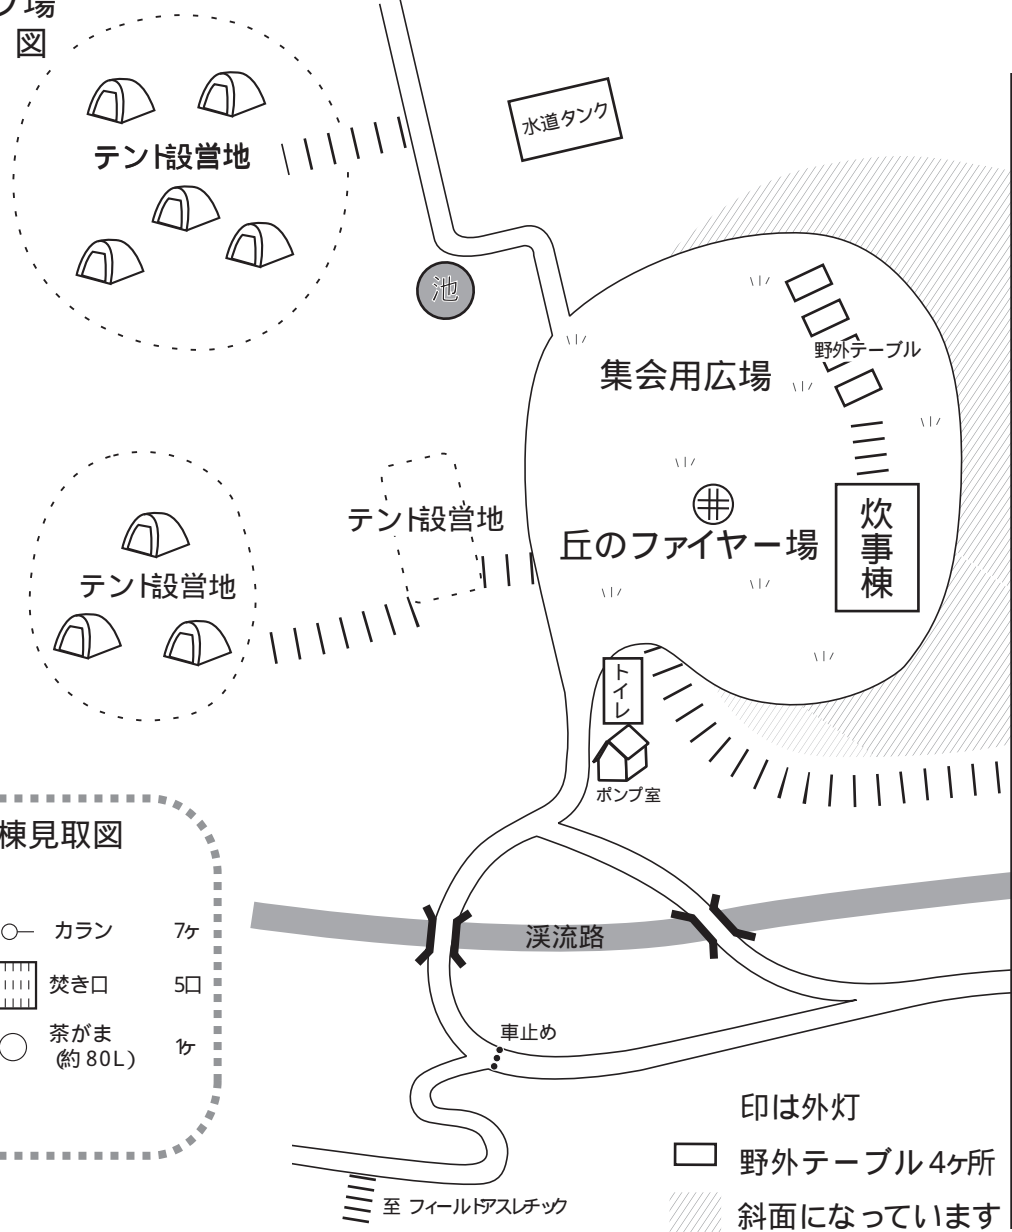 プ場
図
水道タンク
テント設営地
池
野外テーブル
集会用広場
テント設営地
丘のファイヤー場
炊事棟
テント設営地
トイレ
ポンプ室
棟見取図
カラン 7ヶ
焚き口 5口
茶がま 1ヶ
(約80L)
渓流路
車止め
印は外灯
野外テーブル4ヶ所
至 フィールドアスレチック
斜面になっています